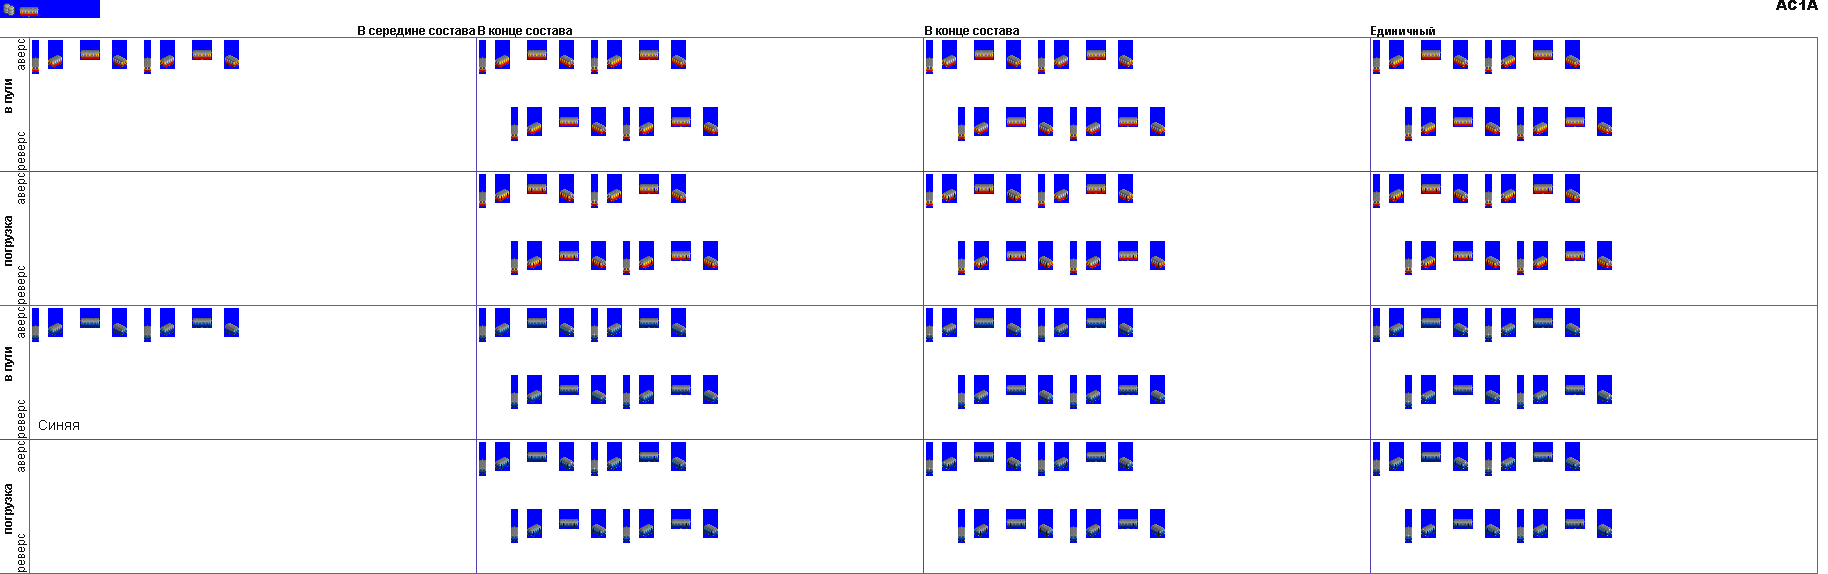 Ac1A
В середине состава В конце состава В конце состава Единичный
аверс
в пути
реверс
аверс
погрузка
реверс
аверс
в пути
Синяя
реверс
аверс
погрузка
реверс